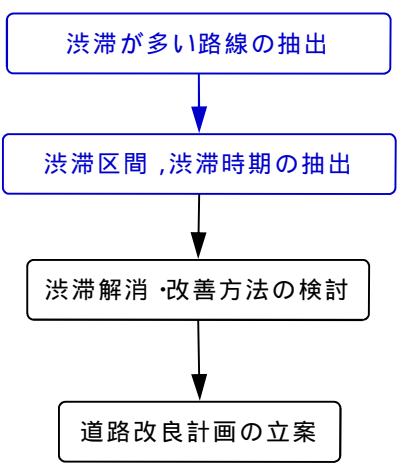 渋滞が多い路線の抽出
渋滞区間,渋滞時期の抽出
渋滞解消・改善方法の検討
道路改良計画の立案